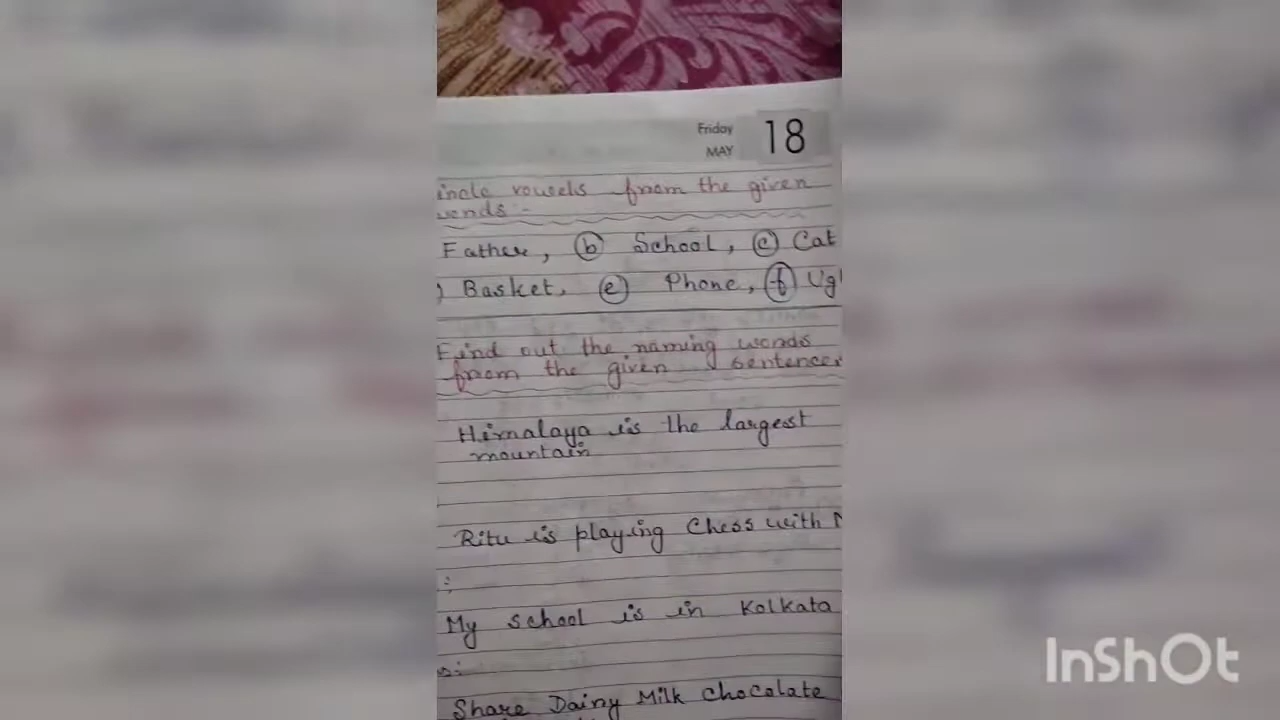 Friday
MAY 18
vowels from the given
Father, (b) School, (c) Cat
) Basket, (e) Phone, (f) Ugl
Find out the naming words
from the given sentences
Himalaya is the largest
mountain
Ritu is playing Chess with
My school is in Kolkata
Share Dairy Milk Chocolate
InShOt